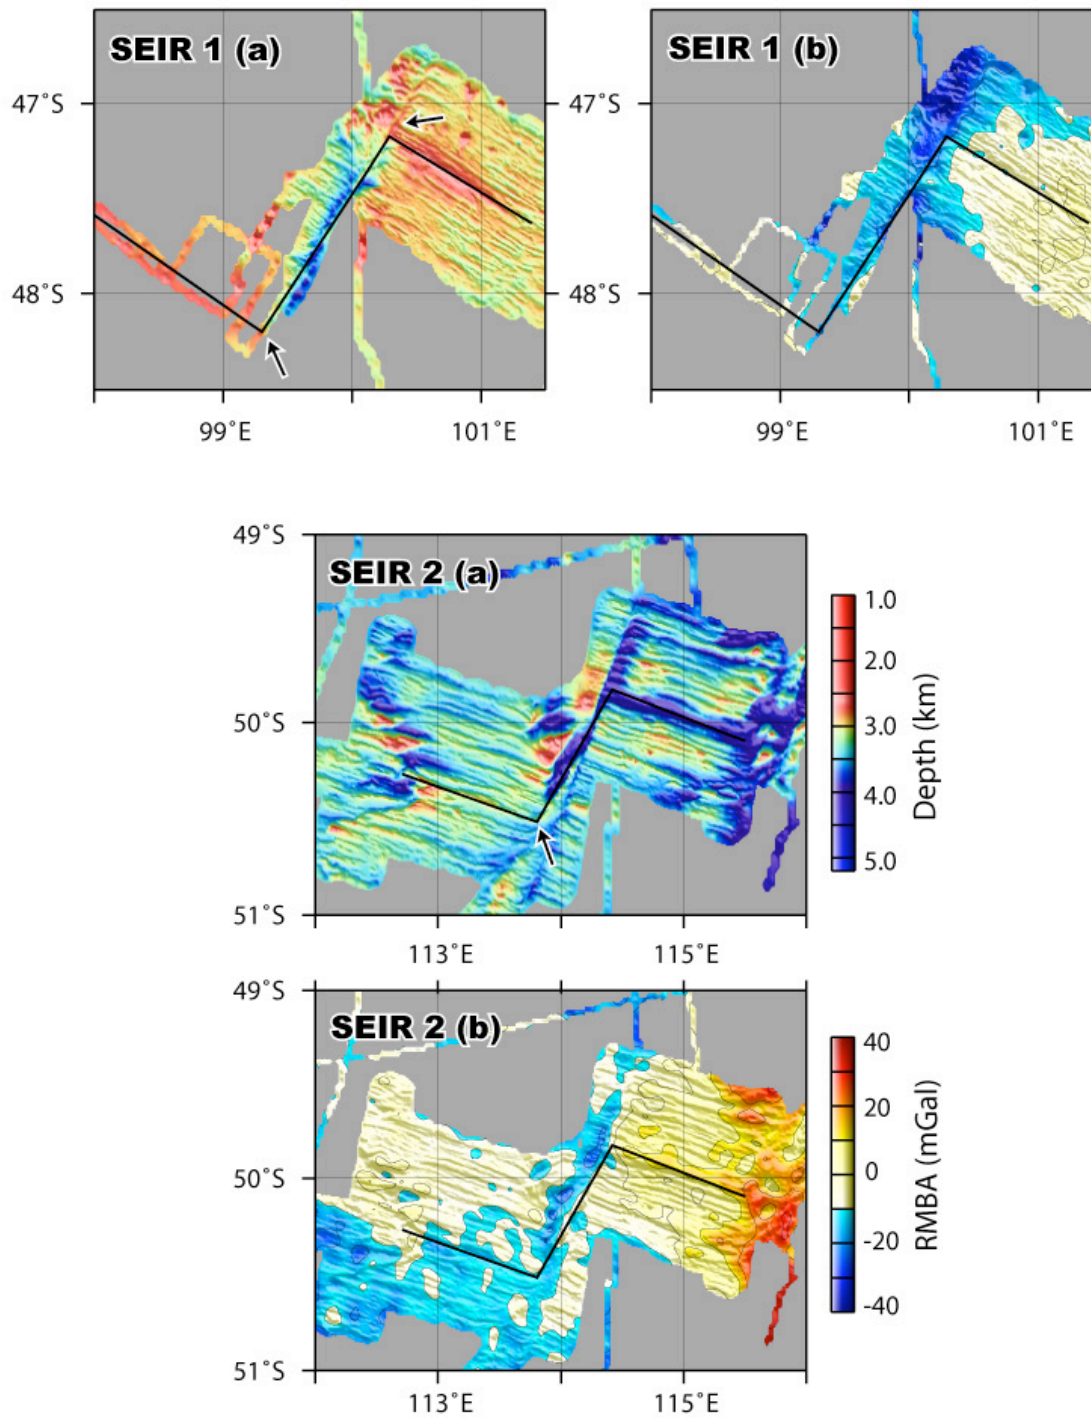 SEIR 1 (a)
SEIR 1 (b)
47°S
47°S
48°S
48°S
99°E
101°E
99°E
101°E
49°S
SEIR 2 (a)
50°S
51°S
113°E
115°E
1.0
2.0
3.0
4.0
5.0
Depth (km)
49°S
SEIR 2 (b)
50°S
51°S
113°E
115°E
40
20
0
-20
-40
RMBA (mGal)